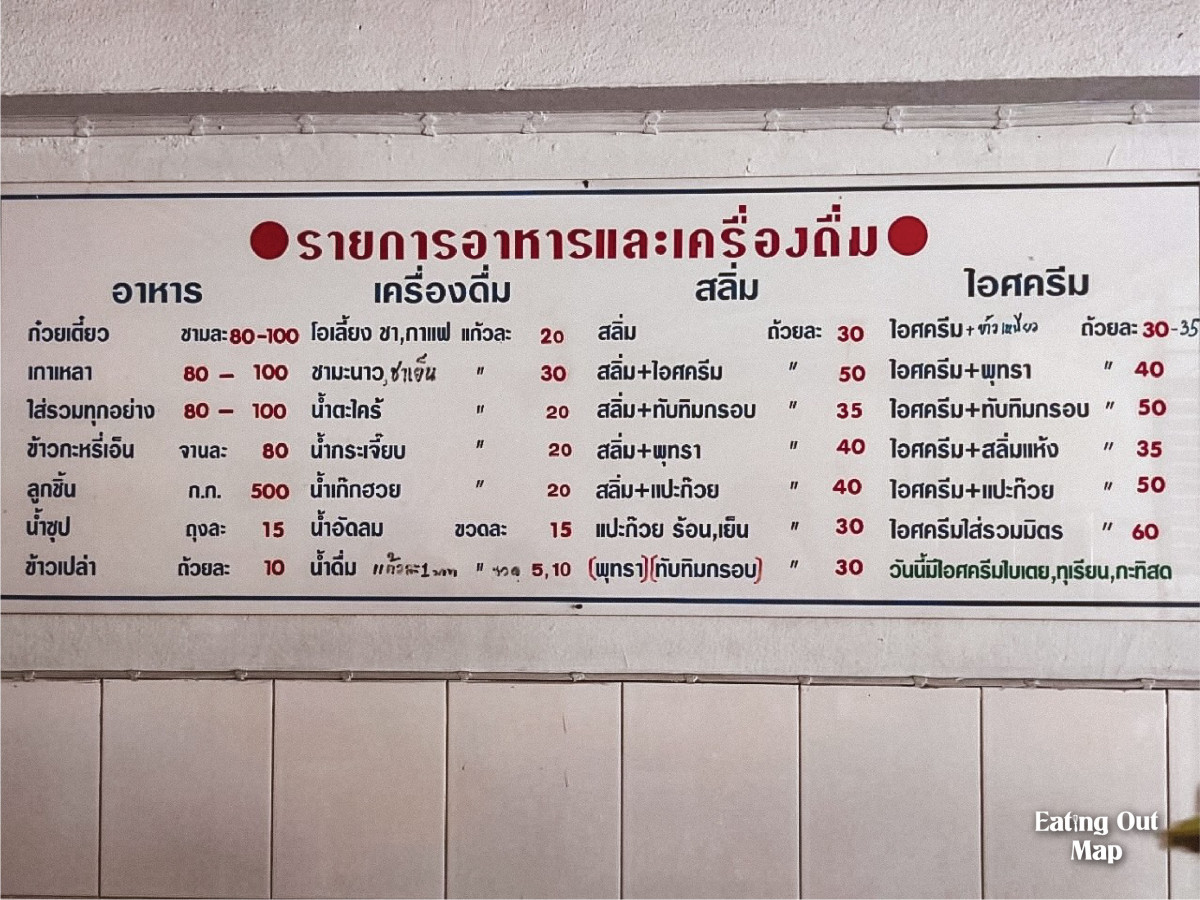 ●รายการอาหารและเครื่องดื่ม●
อาหาร
ก๋วยเตี๋ยว ชามละ 80-100
เกาเหลา 80 – 100
ใส่รวมทุกอย่าง 80 – 100
ข้าวกะหรี่เอ็น จานละ 80
ลูกชิ้น ก.ก. 500
น้ำซุป ถุงละ 15
ข้าวเปล่า ถ้วยละ 10
เครื่องดื่ม
โอเลี้ยง ชา,กาแฟ แก้วละ 20
ชามะนาว,ชาเย็น " 30
น้ำตะไคร้ " 20
น้ำกระเจี๊ยบ " 20
น้ำเก๊กฮวย " 20
น้ำอัดลม ขวดละ 15
น้ำดื่ม แก้วละ1บาท " ขวด 5,10
สลิ่ม
สลิ่ม ถ้วยละ 30
สลิ่ม+ไอศครีม " 50
สลิ่ม+ทับทิมกรอบ " 35
สลิ่ม+พุทรา " 40
สลิ่ม+แปะก๊วย " 40
แปะก๊วย ร้อน,เย็น " 30
(พุทรา)(ทับทิมกรอบ) " 30
ไอศครีม
ไอศครีม+ข้าวเหนียว ถ้วยละ 30-35
ไอศครีม+พุทรา " 40
ไอศครีม+ทับทิมกรอบ " 50
ไอศครีม+สลิ่มแห้ง " 35
ไอศครีม+แปะก๊วย " 50
ไอศครีมใส่รวมมิตร " 60
วันนี้มีไอศครีมใบเตย,ทุเรียน,กะทิสด
Eating Out
Map